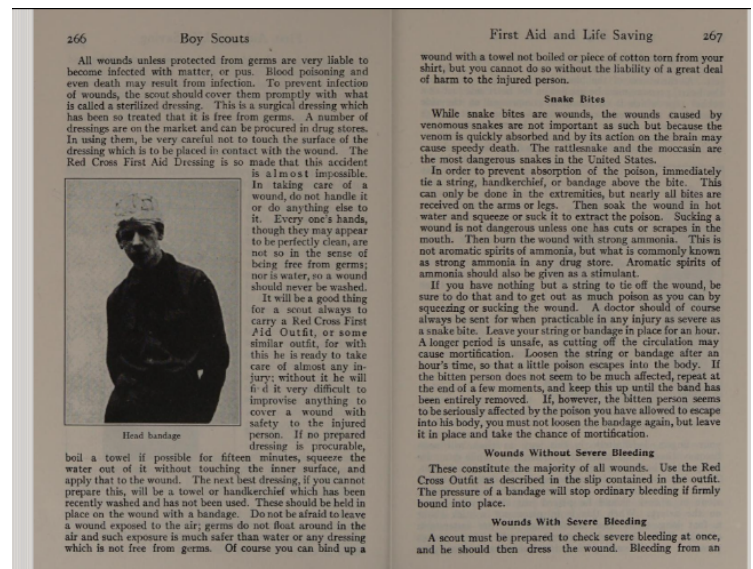 266 Boy Scouts
All wounds unless protected from germs are very liable to
become infected with matter, or pus. Blood poisoning and
even death may result from infection. To prevent infection
of wounds, the scout should cover them promptly with what
is called a sterilized dressing. This is a surgical dressing which
has been so treated that it is free from germs. A number of
dressings are on the market and can be procured in drug stores.
In using them, be very careful not to touch the surface of the
dressing which is to be placed in contact with the wound. The
Red Cross First Aid Dressing is so made that this accident
is almost impossible.
In taking care of a
wound, do not handle it
or do anything else to
it. Every one's hands,
though they may appear
to be perfectly clean, are
not so in the sense of
being free from germs;
nor is water, so a wound
should never be washed.
It will be a good thing
for a scout always to
carry a Red Cross First
Aid Outfit, or some
similar outfit, for with
this he is ready to take
care of almost any in-
jury; without it he will
find it very difficult to
improvise anything to
cover a wound with
safety to the injured
person. If no prepared
dressing is procurable,
Head bandage
boil a towel if possible for fifteen minutes, squeeze the
water out of it without touching the inner surface, and
apply that to the wound. The next best dressing, if you cannot
prepare this, will be a towel or handkerchief which has been
recently washed and has not been used. These should be held in
place on the wound with a bandage. Do not be afraid to leave
a wound exposed to the air; germs do not float around in the
air and such exposure is much safer than water or any dressing
which is not free from germs. Of course you can bind up a
First Aid and Life Saving 267
wound with a towel not boiled or piece of cotton torn from your
shirt, but you cannot do so without the liability of a great deal
of harm to the injured person.
Snake Bites
While snake bites are wounds, the wounds caused by
venomous snakes are not important as such but because the
venom is quickly absorbed and by its action on the brain may
cause speedy death. The rattlesnake and the moccasin are
the most dangerous snakes in the United States.
In order to prevent absorption of the poison, immediately
tie a string, handkerchief, or bandage above the bite. This
can only be done in the extremities, but nearly all bites are
received on the arms or legs. Then soak the wound in hot
water and squeeze or suck it to extract the poison. Sucking a
wound is not dangerous unless one has cuts or scrapes in the
mouth. Then burn the wound with strong ammonia. This is
not aromatic spirits of ammonia, but what is commonly known
as strong ammonia in any drug store. Aromatic spirits of
ammonia should also be given as a stimulant.
If you have nothing but a string to tie off the wound, be
sure to do that and to get out as much poison as you can by
squeezing or sucking the wound. A doctor should of course
always be sent for when practicable in any injury as severe as
a snake bite. Leave your string or bandage in place for an hour.
A longer period is unsafe, as cutting off the circulation may
cause mortification. Loosen the string or bandage after an
hour's time, so that a little poison escapes into the body. If
the bitten person does not seem to be much affected, repeat at
the end of a few moments, and keep this up until the band has
been entirely removed. If, however, the bitten person seems
to be seriously affected by the poison you have allowed to escape
into his body, you must not loosen the bandage again, but leave
it in place and take the chance of mortification.
Wounds Without Severe Bleeding
These constitute the majority of all wounds. Use the Red
Cross Outfit as described in the slip contained in the outfit.
The pressure of a bandage will stop ordinary bleeding if firmly
bound into place.
Wounds With Severe Bleeding
A scout must be prepared to check severe bleeding at once,
and he should then dress the wound. Bleeding from an